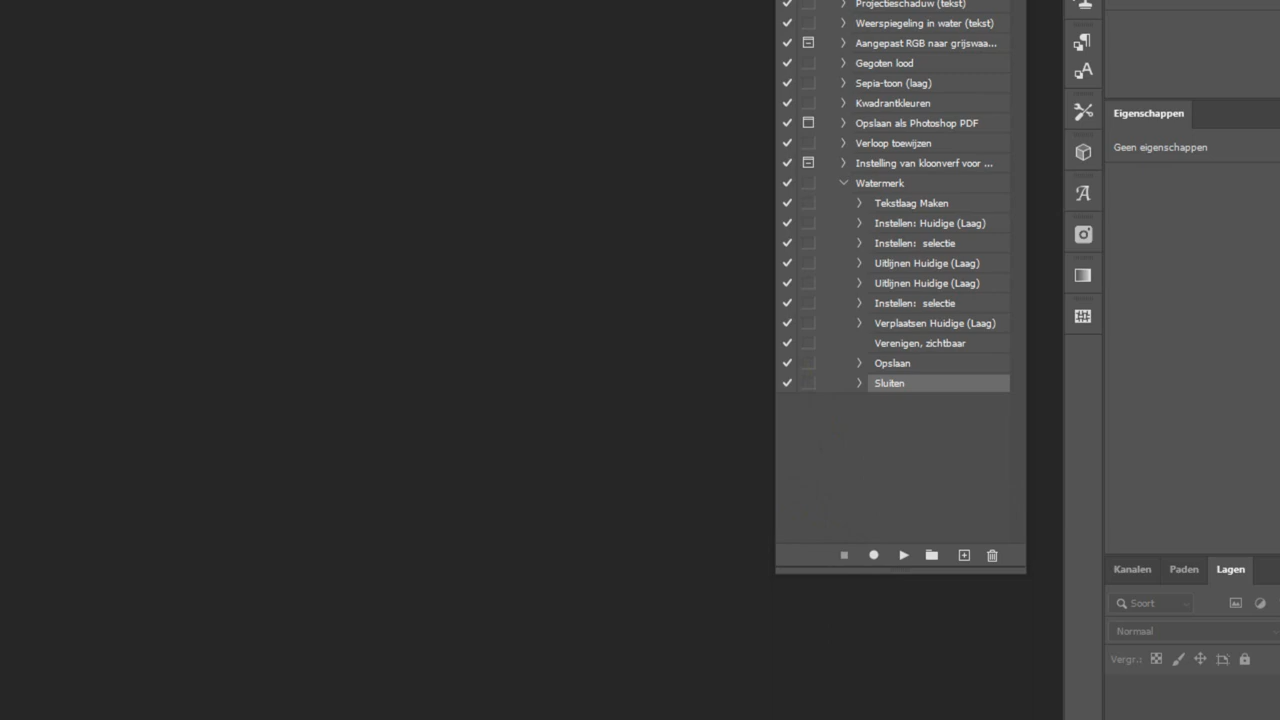 Projectieschaduw (tekst)
Weerspiegeling in water (tekst)
Aangepast RGB naar grijswaa...
Gegoten lood
Sepia-toon (laag)
Kwadrantkleuren
Opslaan als Photoshop PDF
Verloop toewijzen
Instelling van kloonverf voor ...
Watermerk
Tekstlaag Maken
Instellen: Huidige (Laag)
Instellen: selectie
Uitlijnen Huidige (Laag)
Uitlijnen Huidige (Laag)
Instellen: selectie
Verplaatsen Huidige (Laag)
Verenigen, zichtbaar
Opslaan
Sluiten
Eigenschappen
Geen eigenschappen
Kanalen Paden Lagen
Soort
Normaal
Vergr.: